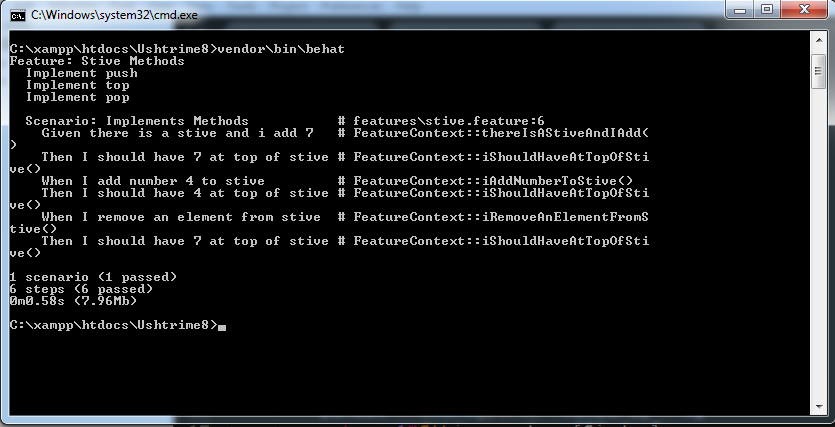 C:\Windows\system32\cmd.exe
C:\xampp\htdocs\Ushtrime8>vendor\bin\behat
Feature: Stive Methods
  Implement push
  Implement top
  Implement pop

  Scenario: Implements Methods           # features\stive.feature:6
    Given there is a stive and i add 7   # FeatureContext::thereIsAStiveAndIAdd(
)
    Then I should have 7 at top of stive # FeatureContext::iShouldHaveAtTopOfSti
ve()
    When I add number 4 to stive         # FeatureContext::iAddNumberToStive()
    Then I should have 4 at top of stive # FeatureContext::iShouldHaveAtTopOfSti
ve()
    When I remove an element from stive  # FeatureContext::iRemoveAnElementFromS
tive()
    Then I should have 7 at top of stive # FeatureContext::iShouldHaveAtTopOfSti
ve()

1 scenario (1 passed)
6 steps (6 passed)
0m0.58s (7.96Mb)

C:\xampp\htdocs\Ushtrime8>